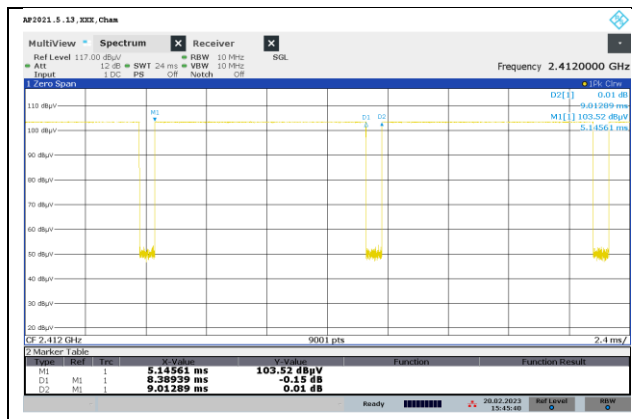 AP2021.5.13,XXX,Cham
MultiView Spectrum X Receiver X
Ref Level 117.00 dBµV RBW 10 MHz SGL
Att 12 dB SWT 24 ms VBW 10 MHz Frequency 2.4120000 GHz
Input 1 DC PS Off Notch Off
1 Zero Span 1Pk Clrw
D2[1] 0.01 dB
9.01289 ms
M1[1] 103.52 dBµV
5.14561 ms
110 dBµV
M1 D1 D2
100 dBµV
90 dBµV
80 dBµV
70 dBµV
60 dBµV
50 dBµV
40 dBµV
30 dBµV
20 dBµV
CF 2.412 GHz 9001 pts 2.4 ms/
2 Marker Table
Type Ref Trc X-Value Y-Value Function Function Result
M1 1 5.14561 ms 103.52 dBµV
D1 M1 1 8.38939 ms -0.15 dB
D2 M1 1 9.01289 ms 0.01 dB
Ready 20.02.2023 Ref Level RBW
15:45:40